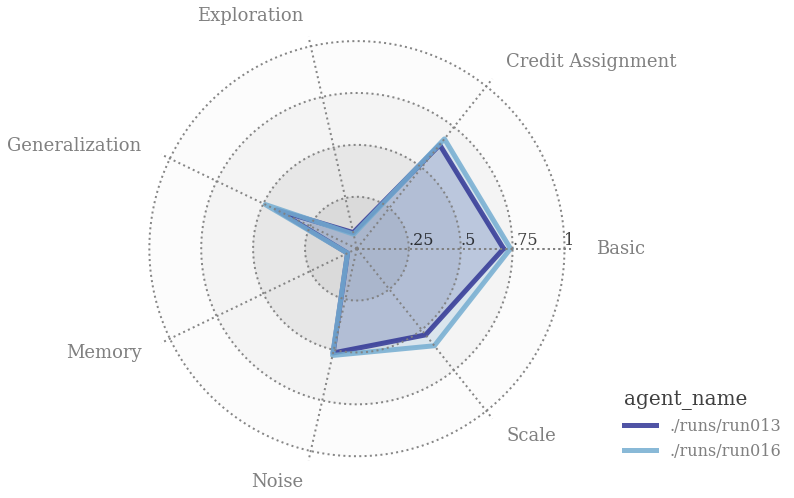 Exploration
Credit Assignment
Generalization
.25 .5 .75 1
Basic
Memory
Scale
Noise
agent_name
./runs/run013
./runs/run016